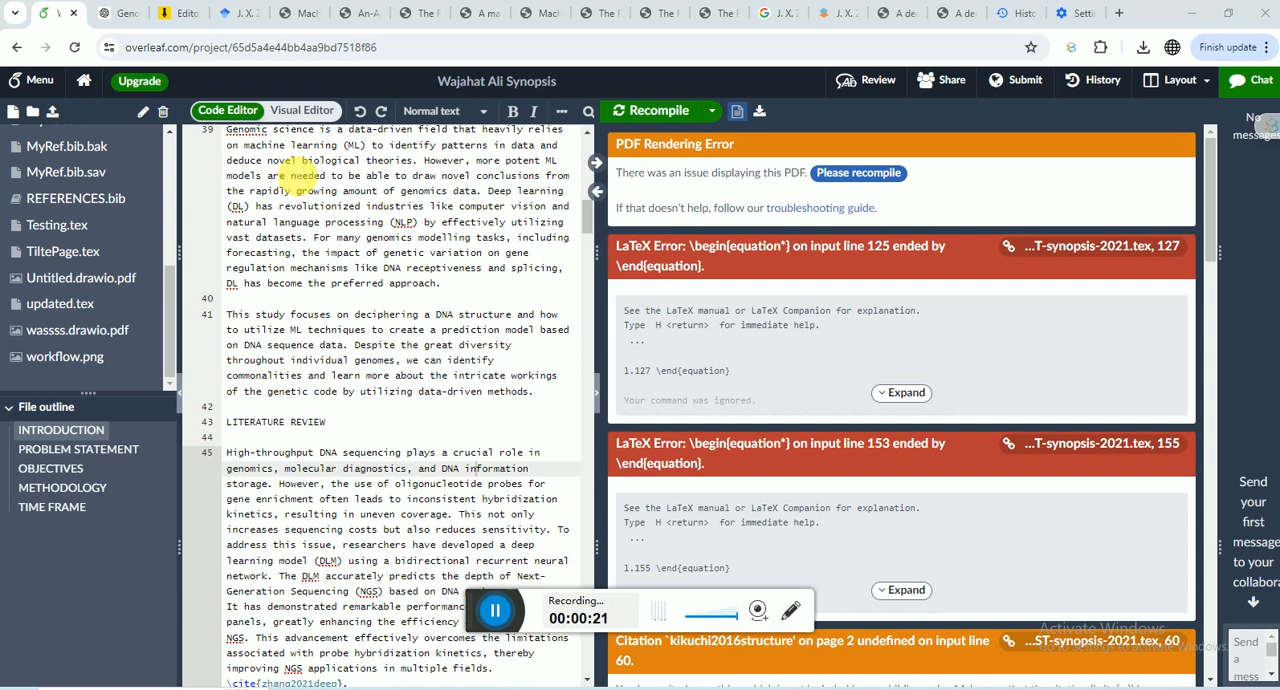 Genc
Edito
J. X. Z
Mach
An-A
The F
A ma
Mach
The F
The F
The F
J. X. Z
J. X. Z
A dee
A dee
Histo
Setti
overleaf.com/project/65d5a4e44bb4aa9bd7518f86
Finish update
Menu
Upgrade
Wajahat Ali Synopsis
Review
Share
Submit
History
Layout
Chat
Code Editor
Visual Editor
Normal text
B I
Recompile
No
messages
MyRef.bib.bak
MyRef.bib.sav
REFERENCES.bib
Testing.tex
TiltePage.tex
Untitled.drawio.pdf
updated.tex
wassss.drawio.pdf
workflow.png
File outline
INTRODUCTION
PROBLEM STATEMENT
OBJECTIVES
METHODOLOGY
TIME FRAME
39 Genomic science is a data-driven field that heavily relies
on machine learning (ML) to identify patterns in data and
deduce novel biological theories. However, more potent ML
models are needed to be able to draw novel conclusions from
the rapidly growing amount of genomics data. Deep learning
(DL) has revolutionized industries like computer vision and
natural language processing (NLP) by effectively utilizing
vast datasets. For many genomics modelling tasks, including
forecasting, the impact of genetic variation on gene
regulation mechanisms like DNA receptiveness and splicing,
DL has become the preferred approach.
40
41 This study focuses on deciphering a DNA structure and how
to utilize ML techniques to create a prediction model based
on DNA sequence data. Despite the great diversity
throughout individual genomes, we can identify
commonalities and learn more about the intricate workings
of the genetic code by utilizing data-driven methods.
42
43 LITERATURE REVIEW
44
45 High-throughput DNA sequencing plays a crucial role in
genomics, molecular diagnostics, and DNA information
storage. However, the use of oligonucleotide probes for
gene enrichment often leads to inconsistent hybridization
kinetics, resulting in uneven coverage. This not only
increases sequencing costs but also reduces sensitivity. To
address this issue, researchers have developed a deep
learning model (DLM) using a bidirectional recurrent neural
network. The DLM accurately predicts the depth of Next-
Generation Sequencing (NGS) based on DNA
It has demonstrated remarkable performanc
panels, greatly enhancing the efficiency
NGS. This advancement effectively overcomes the limitations
associated with probe hybridization kinetics, thereby
improving NGS applications in multiple fields.
\cite{zhang2021deep}.
PDF Rendering Error
There was an issue displaying this PDF. Please recompile
If that doesn't help, follow our troubleshooting guide.
LaTeX Error: \begin{equation*} on input line 125 ended by
\end{equation}.
...T-synopsis-2021.tex, 127
See the LaTeX manual or LaTeX Companion for explanation.
Type H <return> for immediate help.
...
l.127 \end{equation}
Your command was ignored.
Expand
LaTeX Error: \begin{equation*} on input line 153 ended by
\end{equation}.
...T-synopsis-2021.tex, 155
See the LaTeX manual or LaTeX Companion for explanation.
Type H <return> for immediate help.
...
l.155 \end{equation}
Expand
Citation `kikuchi2016structure' on page 2 undefined on input line
60.
...ST-synopsis-2021.tex, 60
Recording...
00:00:21
Activate Windows
Send
your
first
message
to your
collabora
Send
a
mess